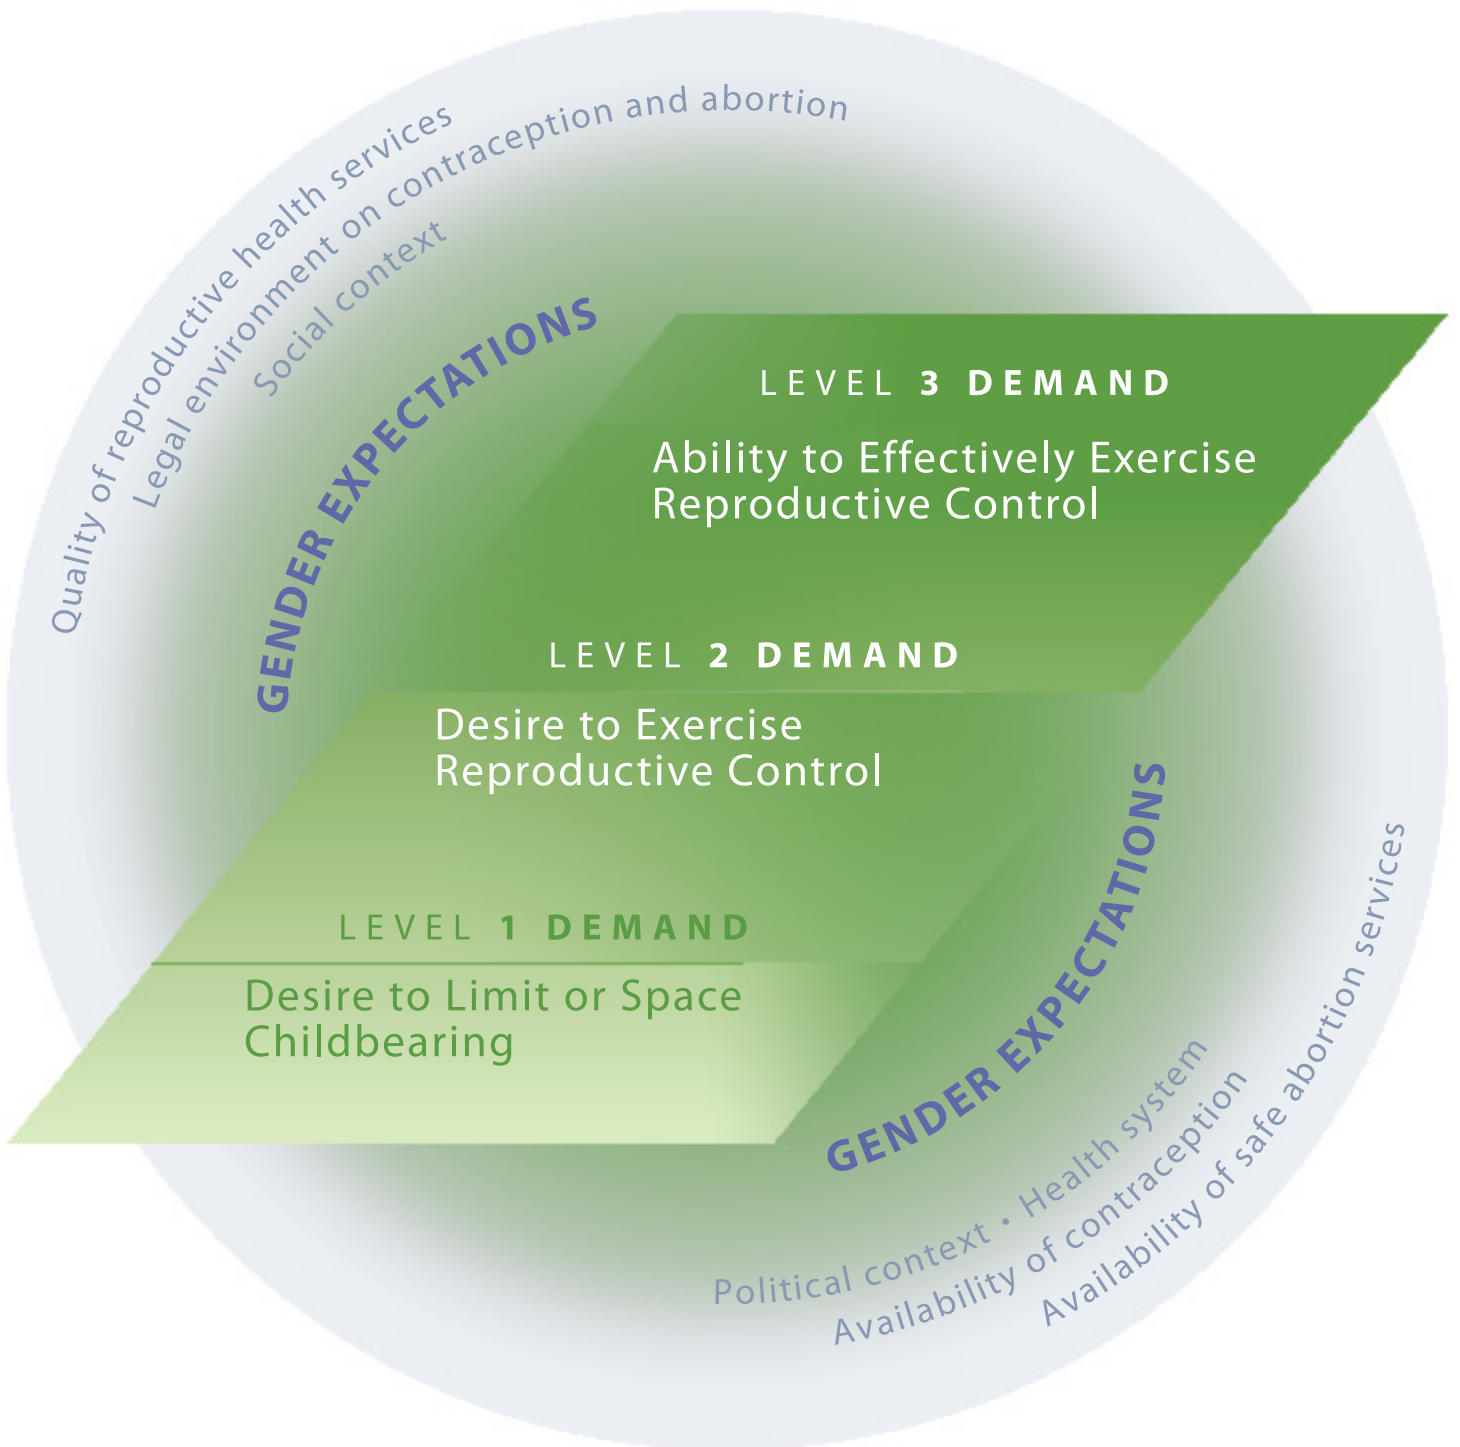 Quality of reproductive health services
Legal environment on contraception and abortion
Social context
GENDER EXPECTATIONS
LEVEL 3 DEMAND
Ability to Effectively Exercise
Reproductive Control
LEVEL 2 DEMAND
Desire to Exercise
Reproductive Control
LEVEL 1 DEMAND
Desire to Limit or Space
Childbearing
GENDER EXPECTATIONS
Political context • Health system
Availability of contraception
Availability of safe abortion services